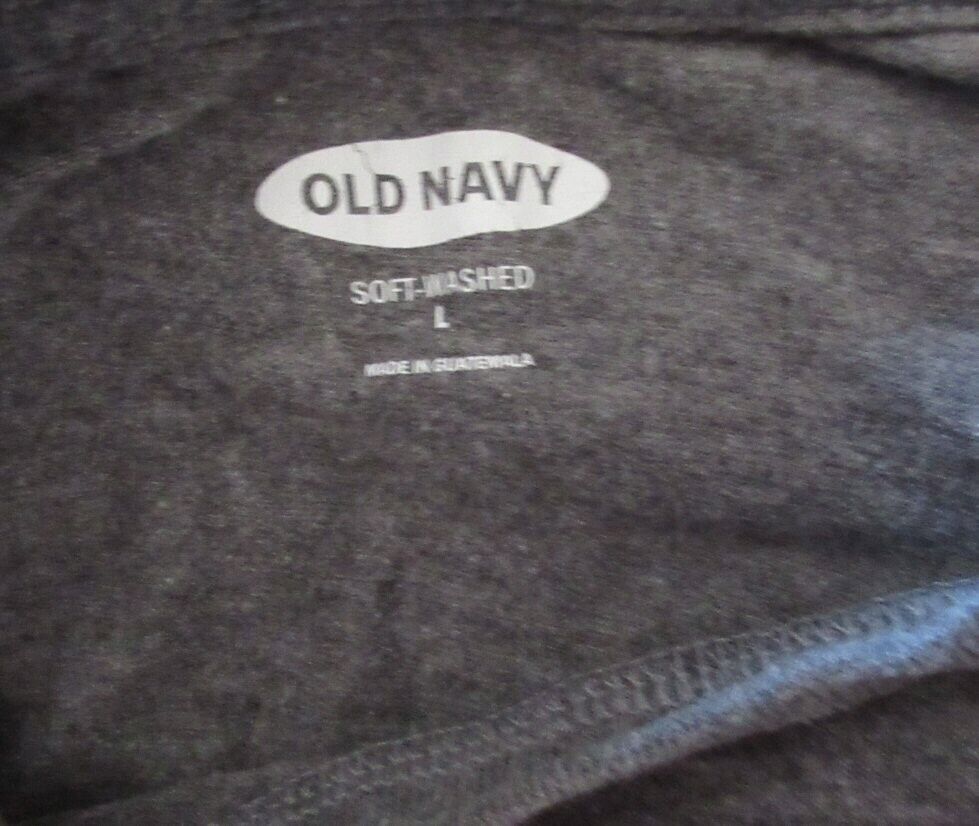 OLD NAVY
SOFT-WASHED
L
MADE IN GUATEMALA